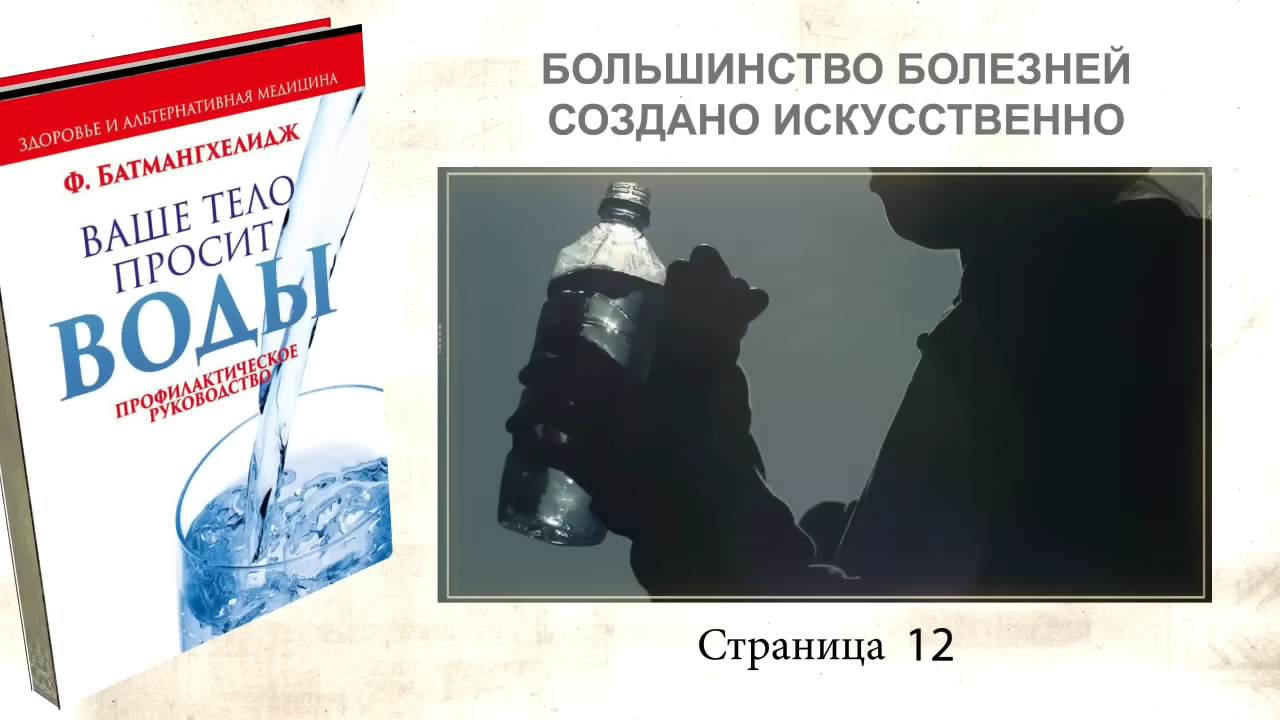 ЗДОРОВЬЕ И АЛЬТЕРНАТИВНАЯ МЕДИЦИНА
Ф. БАТМАНГХЕЛИДЖ
ВАШЕ ТЕЛО
ПРОСИТ
ВОДЫ
ПРОФИЛАКТИЧЕСКОЕ
РУКОВОДСТВО
БОЛЬШИНСТВО БОЛЕЗНЕЙ
СОЗДАНО ИСКУССТВЕННО
Страница 12